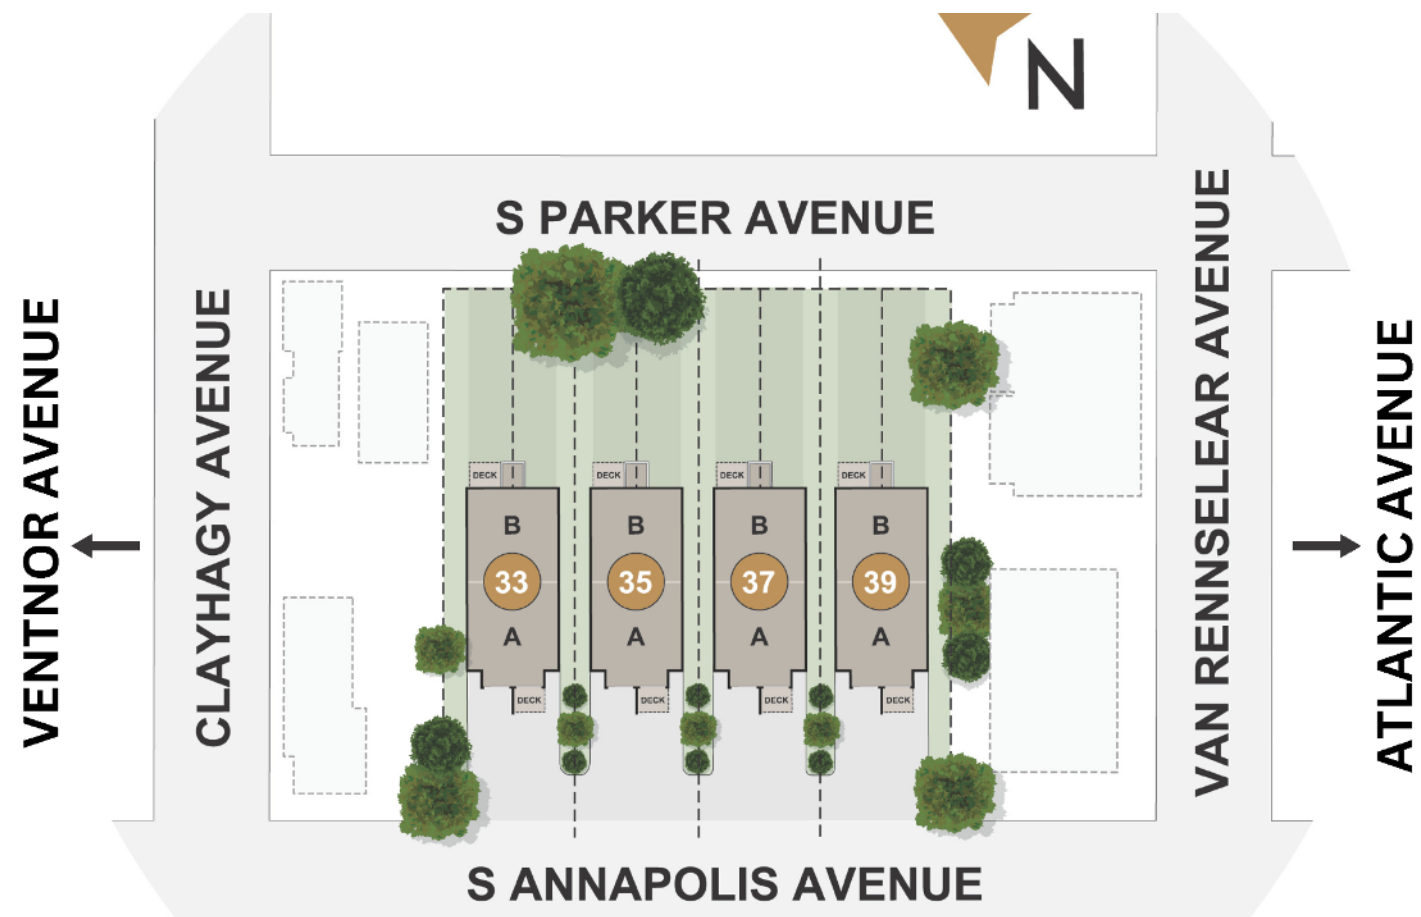 N
S PARKER AVENUE
VENTNOR AVENUE
CLAYHAGY AVENUE
VAN RENNSELEAR AVENUE
ATLANTIC AVENUE
DECK
DECK
DECK
DECK
B
B
B
B
33
35
37
39
A
A
A
A
DECK
DECK
DECK
DECK
S ANNAPOLIS AVENUE